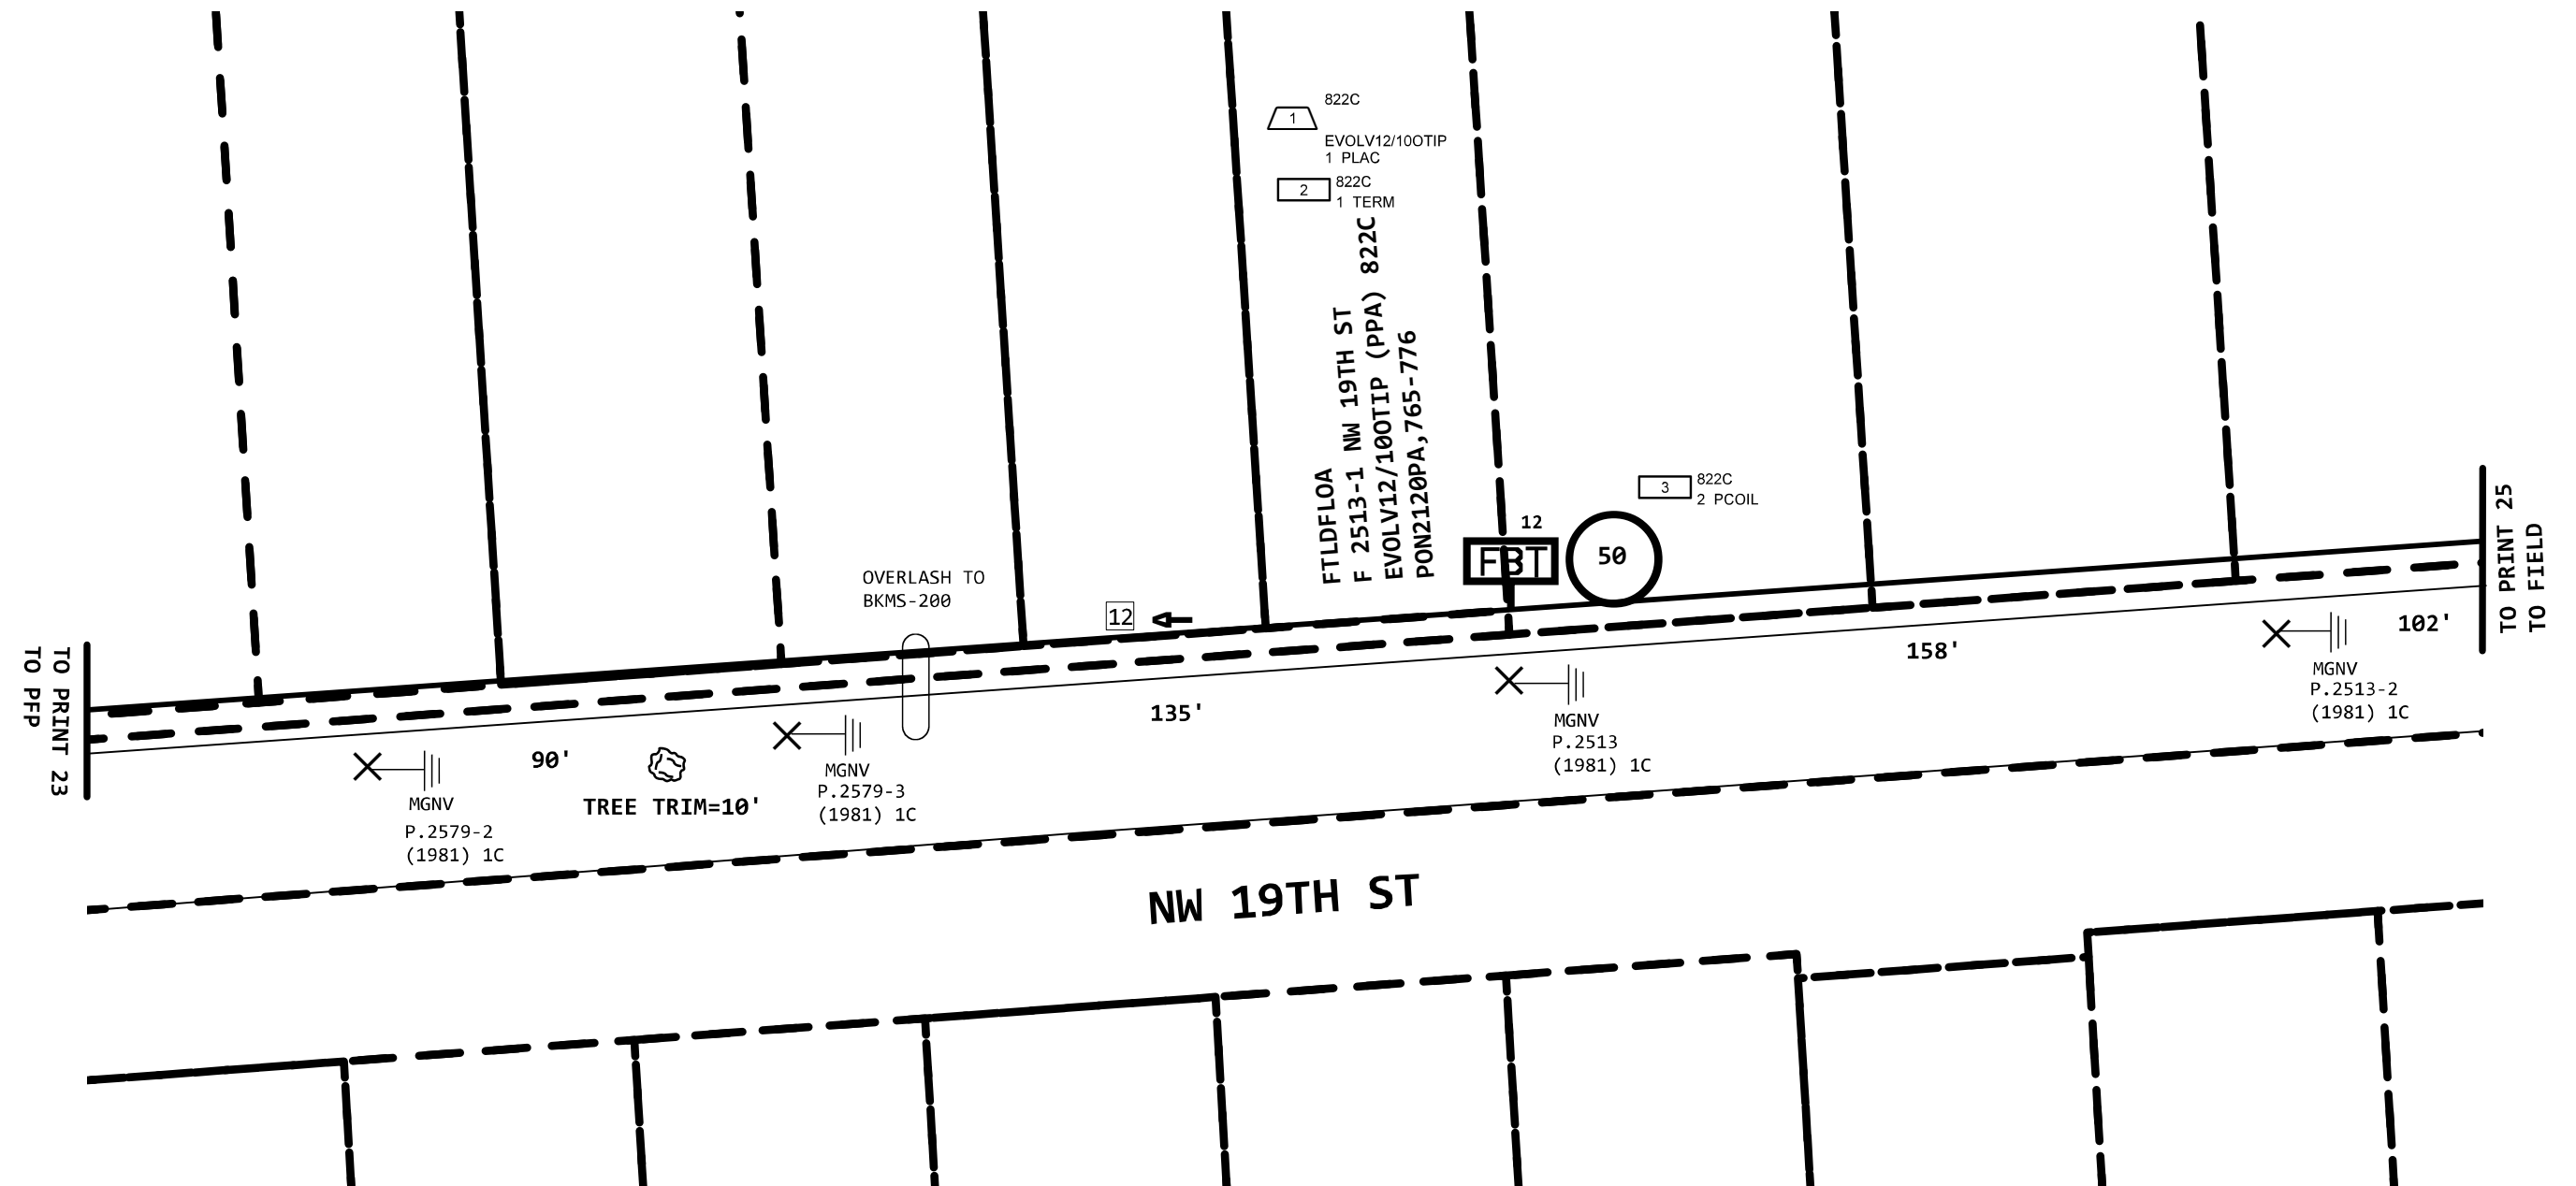 822C
1
EVOLV12/10OTIP
1 PLAC
2
822C
1 TERM
FTLDFLOA
F 2513-1 NW 19TH ST
EVOLV12/10OTIP (PPA) 822C
PON2120PA,765-776
3
822C
2 PCOIL
12
FBT
50
OVERLASH TO
BKMS-200
12
TO PRINT 23
TO PFP
TO PRINT 25
TO FIELD
90'
135'
158'
102'
TREE TRIM=10'
MGNV
P.2579-2
(1981) 1C
MGNV
P.2579-3
(1981) 1C
MGNV
P.2513
(1981) 1C
MGNV
P.2513-2
(1981) 1C
NW 19TH ST